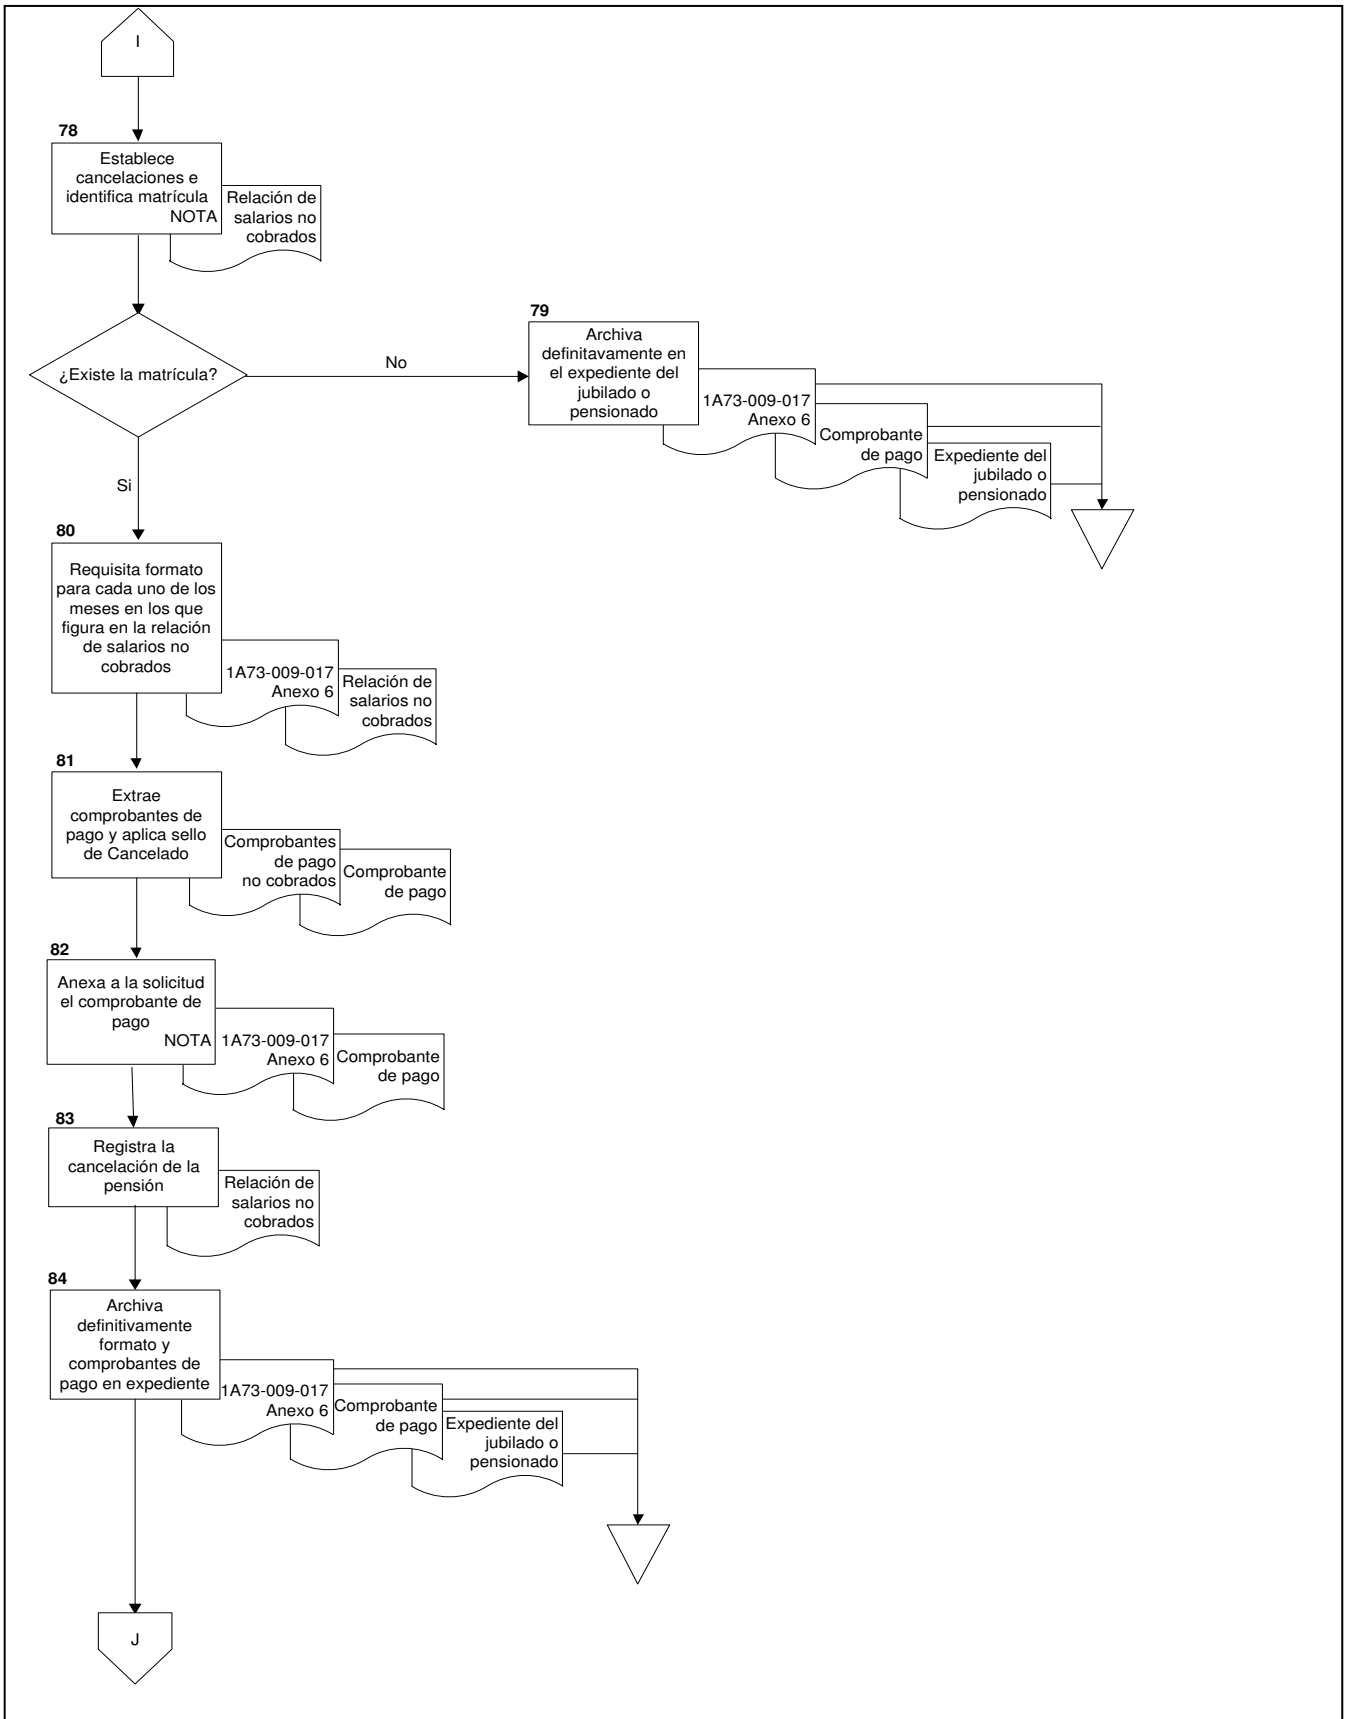 I
78
Establece
cancelaciones e
identifica matrícula
NOTA
Relación de
salarios no
cobrados
¿Existe la matrícula?
No
79
Archiva
definitavamente en
el expediente del
jubilado o
pensionado
1A73-009-017
Anexo 6
Comprobante
de pago
Expediente del
jubilado o
pensionado
Si
80
Requisita formato
para cada uno de los
meses en los que
figura en la relación
de salarios no
cobrados
1A73-009-017
Anexo 6
Relación de
salarios no
cobrados
81
Extrae
comprobantes de
pago y aplica sello
de Cancelado
Comprobantes
de pago
no cobrados
Comprobante
de pago
82
Anexa a la solicitud
el comprobante de
pago
NOTA
1A73-009-017
Anexo 6
Comprobante
de pago
83
Registra la
cancelación de la
pensión
Relación de
salarios no
cobrados
84
Archiva
definitivamente
formato y
comprobantes de
pago en expediente
1A73-009-017
Anexo 6
Comprobante
de pago
Expediente del
jubilado o
pensionado
J